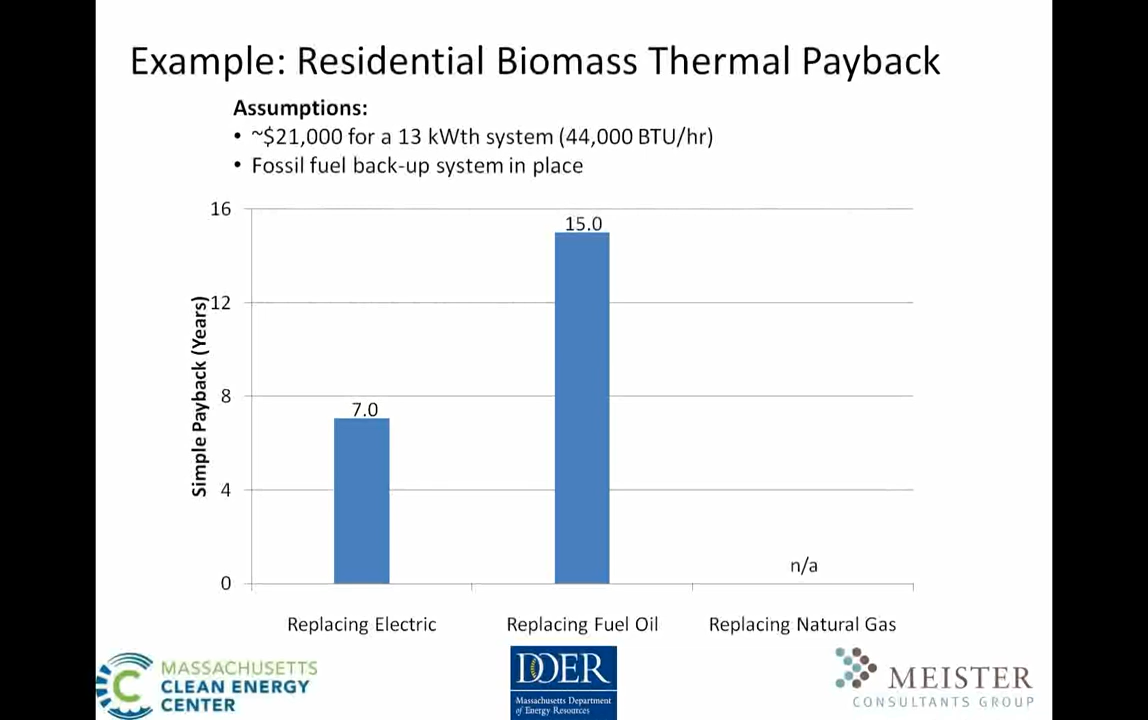 Example: Residential Biomass Thermal Payback
Assumptions:
• ~$21,000 for a 13 kWth system (44,000 BTU/hr)
• Fossil fuel back-up system in place
Simple Payback (Years)
16
12
8
4
0
7.0
15.0
n/a
Replacing Electric
Replacing Fuel Oil
Replacing Natural Gas
MASSACHUSETTS
CLEAN ENERGY
CENTER
DOER
Massachusetts Department
of Energy Resources
MEISTER
CONSULTANTS GROUP